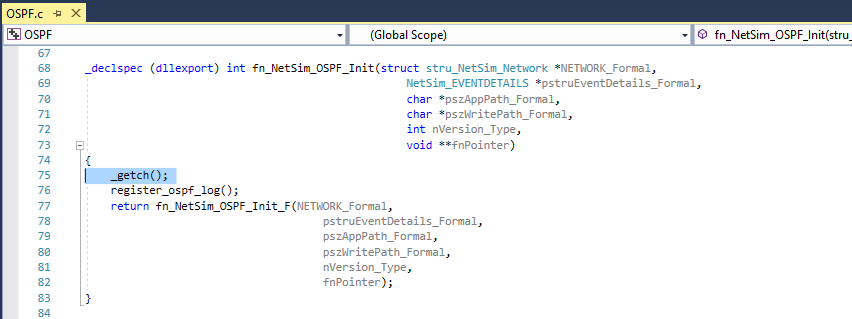 OSPF.c
OSPF (Global Scope) fn_NetSim_OSPF_Init(stru_
67
68 _declspec (dllexport) int fn_NetSim_OSPF_Init(struct stru_NetSim_Network *NETWORK_Formal,
69 NetSim_EVENTDETAILS *pstruEventDetails_Formal,
70 char *pszAppPath_Formal,
71 char *pszWritePath_Formal,
72 int nVersion_Type,
73 void **fnPointer)
74 {
75 _getch();
76 register_ospf_log();
77 return fn_NetSim_OSPF_Init_F(NETWORK_Formal,
78 pstruEventDetails_Formal,
79 pszAppPath_Formal,
80 pszWritePath_Formal,
81 nVersion_Type,
82 fnPointer);
83 }
84